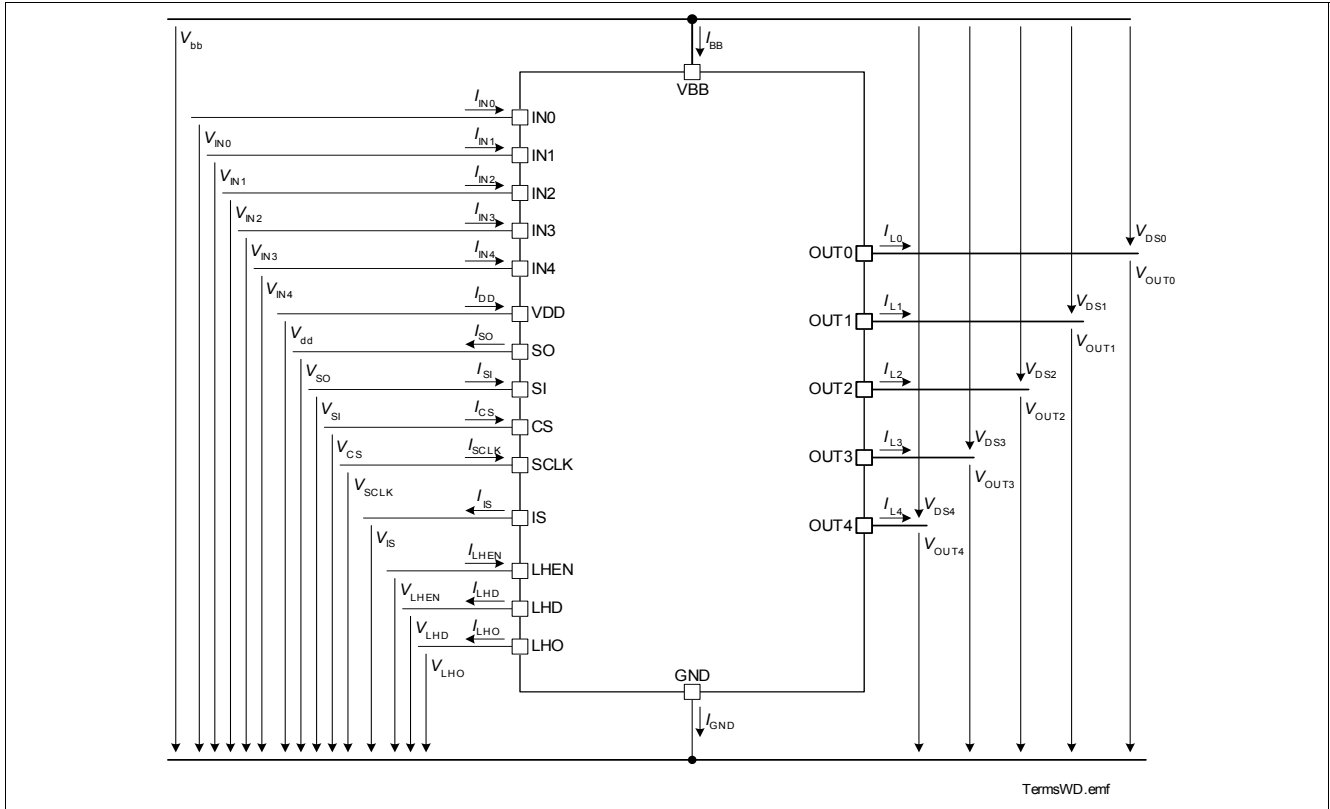 Vbb
IBB
VBB
IIN0
IN0
VIN0
IIN1
IN1
VIN1
IIN2
IN2
VIN2
IIN3
IN3
VIN3
IIN4
IN4
VIN4
IDD
VDD
Vdd
ISO
SO
VSO
ISI
SI
VSI
ICS
CS
VCS
ISCLK
SCLK
VSCLK
IIS
IS
VIS
ILHEN
LHEN
VLHEN
ILHD
LHD
VLHD
ILHO
LHO
VLHO
OUT0
IL0
VDS0
VOUT0
OUT1
IL1
VDS1
VOUT1
OUT2
IL2
VDS2
VOUT2
OUT3
IL3
VDS3
VOUT3
OUT4
IL4
VDS4
VOUT4
GND
IGND
TermsWD.emf